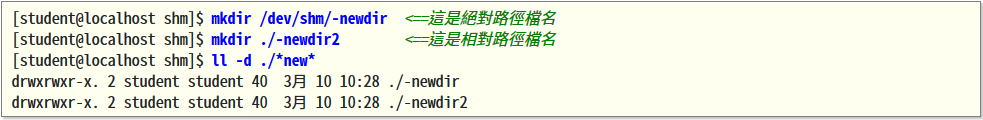 [student@localhost shm]$ mkdir /dev/shm/-newdir  <==這是絕對路徑檔名
[student@localhost shm]$ mkdir ./-newdir2        <==這是相對路徑檔名
[student@localhost shm]$ ll -d ./*new*
drwxrwxr-x. 2 student student 40  3月 10 10:28 ./-newdir
drwxrwxr-x. 2 student student 40  3月 10 10:28 ./-newdir2